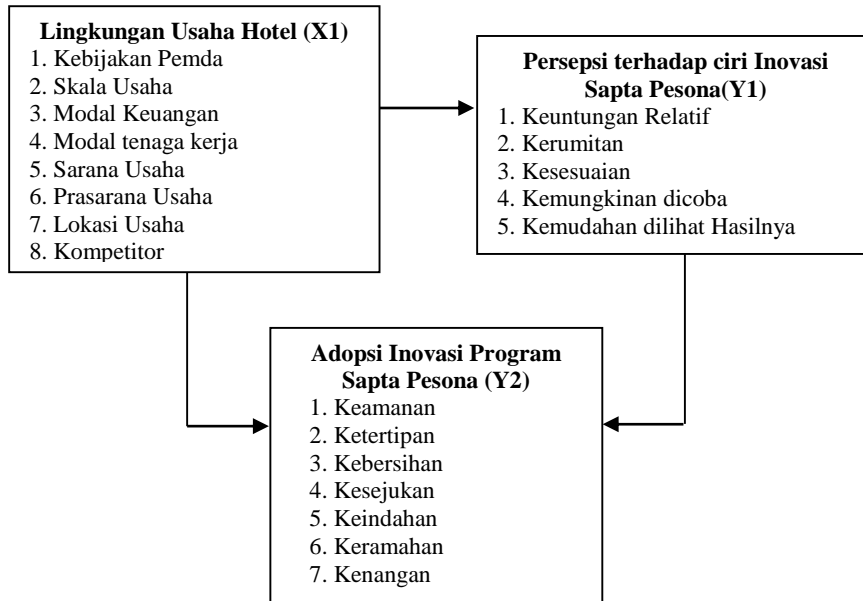 Lingkungan Usaha Hotel (X1)
1. Kebijakan Pemda
2. Skala Usaha
3. Modal Keuangan
4. Modal tenaga kerja
5. Sarana Usaha
6. Prasarana Usaha
7. Lokasi Usaha
8. Kompetitor
Persepsi terhadap ciri Inovasi
Sapta Pesona(Y1)
1. Keuntungan Relatif
2. Kerumitan
3. Kesesuaian
4. Kemungkinan dicoba
5. Kemudahan dilihat Hasilnya
Adopsi Inovasi Program
Sapta Pesona (Y2)
1. Keamanan
2. Ketertipan
3. Kebersihan
4. Kesejukan
5. Keindahan
6. Keramahan
7. Kenangan